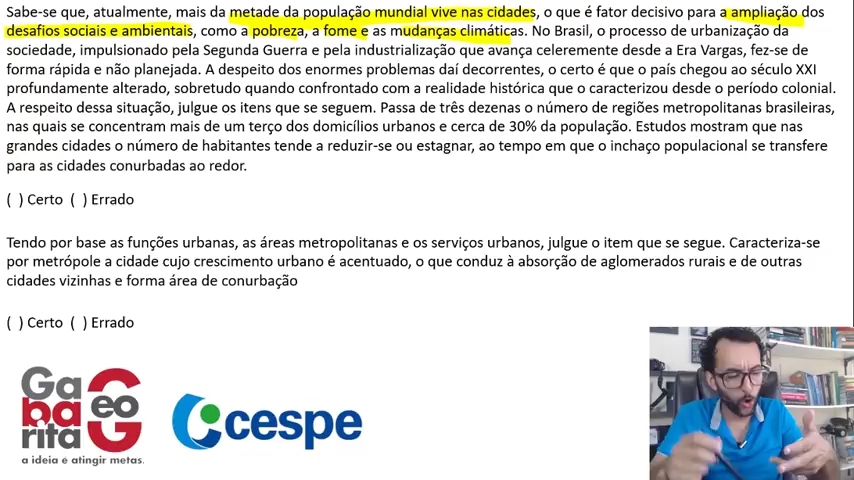 Sabe-se que, atualmente, mais da metade da população mundial vive nas cidades, o que é fator decisivo para a ampliação dos
desafios sociais e ambientais, como a pobreza, a fome e as mudanças climáticas. No Brasil, o processo de urbanização da
sociedade, impulsionado pela Segunda Guerra e pela industrialização que avança celeremente desde a Era Vargas, fez-se de
forma rápida e não planejada. A despeito dos enormes problemas daí decorrentes, o certo é que o país chegou ao século XXI
profundamente alterado, sobretudo quando confrontado com a realidade histórica que o caracterizou desde o período colonial.
A respeito dessa situação, julgue os itens que se seguem. Passa de três dezenas o número de regiões metropolitanas brasileiras,
nas quais se concentram mais de um terço dos domicílios urbanos e cerca de 30% da população. Estudos mostram que nas
grandes cidades o número de habitantes tende a reduzir-se ou estagnar, ao tempo em que o inchaço populacional se transfere
para as cidades conurbadas ao redor.
( ) Certo ( ) Errado
Tendo por base as funções urbanas, as áreas metropolitanas e os serviços urbanos, julgue o item que se segue. Caracteriza-se
por metrópole a cidade cujo crescimento urbano é acentuado, o que conduz à absorção de aglomerados rurais e de outras
cidades vizinhas e forma área de conurbação
( ) Certo ( ) Errado
Ga
ba
rita
Geo
a ideia e atingir metas.
cespe